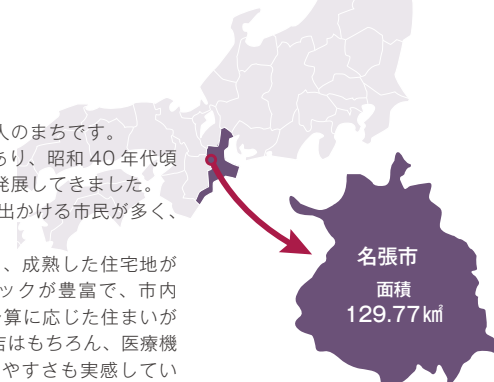 人のまちです。
あり、昭和 40 年代頃
発展してきました。
出かける市民が多く、
、成熟した住宅地が
ックが豊富で、市内
算に応じた住まいが
はもちろん、医療機
やすさも実感してい
名張市
面積
129.77㎢